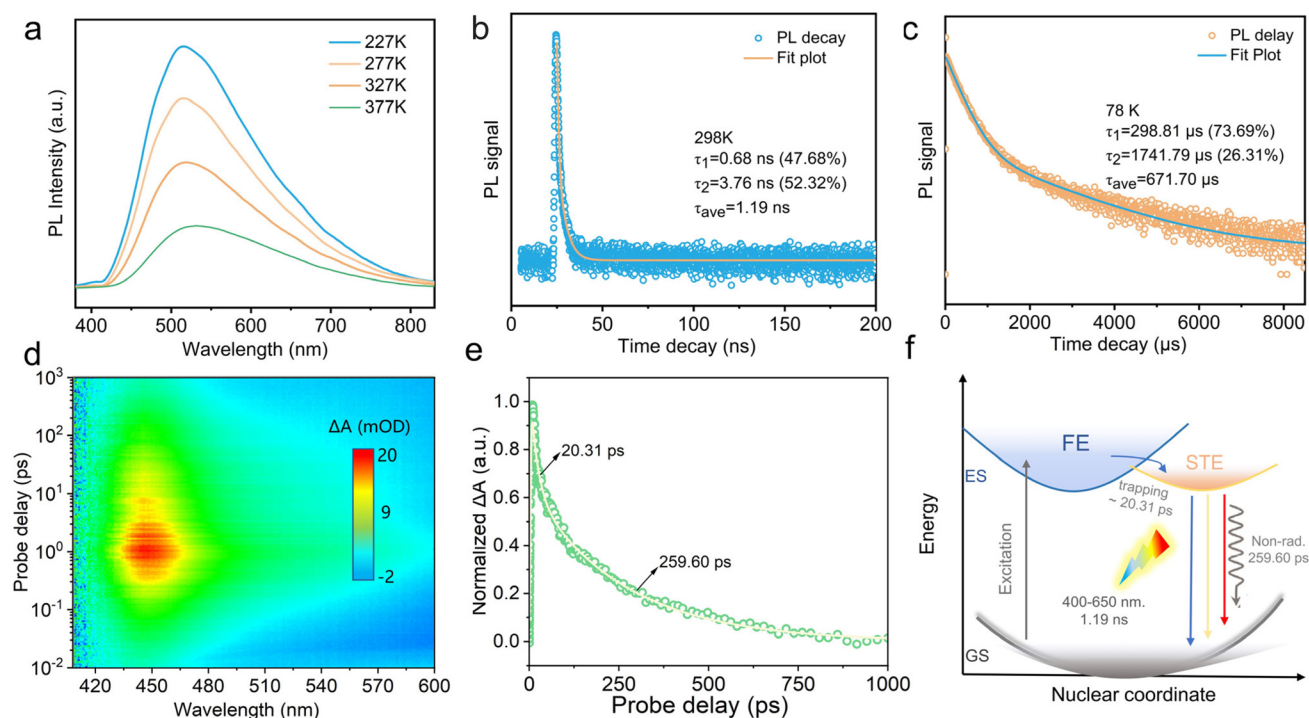 a
227K
277K
327K
377K
PL Intensity (a.u.)
400 500 600 700 800
Wavelength (nm)
b
PL decay
Fit plot
298K
τ1=0.68 ns (47.68%)
τ2=3.76 ns (52.32%)
τave=1.19 ns
PL signal
0 50 100 150 200
Time decay (ns)
c
PL delay
Fit Plot
78 K
τ1=298.81 µs (73.69%)
τ2=1741.79 µs (26.31%)
τave=671.70 µs
PL signal
0 2000 4000 6000 8000
Time decay (µs)
d
10³
10²
10¹
10⁰
10⁻¹
10⁻²
Probe delay (ps)
ΔA (mOD)
20
9
-2
420 450 480 510 540 570 600
Wavelength (nm)
e
1.0
0.8
0.6
0.4
0.2
0.0
Normalized ΔA (a.u.)
20.31 ps
259.60 ps
0 250 500 750 1000
Probe delay (ps)
f
Energy
FE
ES
STE
trapping
~ 20.31 ps
Excitation
Non-rad.
259.60 ps
400-650 nm.
1.19 ns
GS
Nuclear coordinate